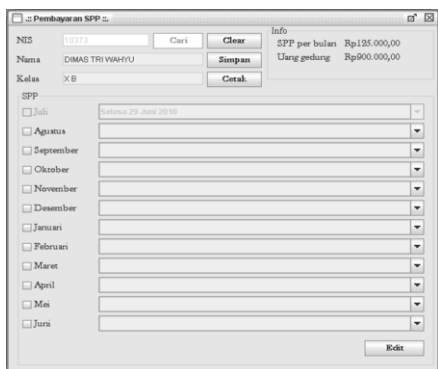 .:: Pembayaran SPP ::.
NIS 10373 Cari Clear
Nama DIMAS TRI WAHYU Simpan
Kelas X B Cetak
Info
SPP per bulan Rp125.000,00
Uang gedung Rp900.000,00
SPP
Juli Selasa 29 Juni 2010
Agustus
September
Oktober
November
Desember
Januari
Februari
Maret
April
Mei
Juni
Edit